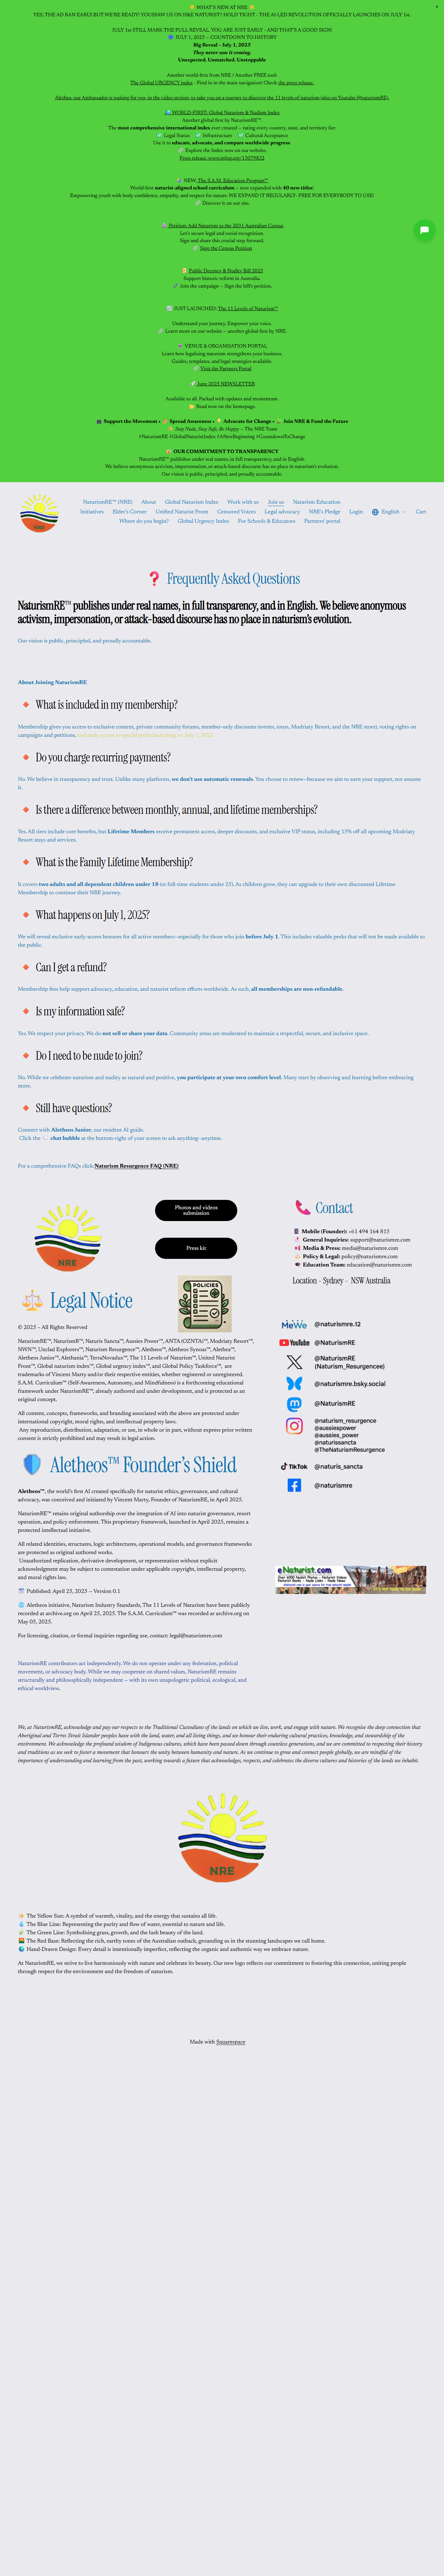 WHAT'S NEW AT NRE
YES, THE AD RAN EARLY BUT WE'RE READY! YOU SAW US ON H&E NATURIST? HOLD TIGHT - THE AI-LED REVOLUTION OFFICIALLY LAUNCHES ON JULY 1st.
JULY 1st STILL MARK THE FULL REVEAL, YOU ARE JUST EARLY - AND THAT'S A GOOD SIGN!
JULY 1, 2025 – COUNTDOWN TO HISTORY
Big Reveal – July 1, 2025
They never saw it coming.
Unexpected. Unmatched. Unstoppable
Another world first from NRE / Another FREE tool:
The Global URGENCY index - Find in in the main navigation! Check the press release.
Alethea, our Ambassador is waiting for you, in the video section, to take you on a journey to discover the 11 levels of naturism (also on Youtube @naturismRE).
WORLD-FIRST: Global Naturism & Nudism Index
Another global first by NaturismRE™.
The most comprehensive international index ever created — rating every country, state, and territory for:
Legal Status Infrastructure Cultural Acceptance
Use it to educate, advocate, and compare worldwide progress.
Explore the Index now on our website.
Press release: www.prlog.org/13079832
NEW: The S.A.M. Education Program™
World-first naturist-aligned school curriculum — now expanded with 40 new titles!
Empowering youth with body confidence, empathy, and respect for nature. WE EXPAND IT REGULARLY- FREE FOR EVERYBODY TO USE!
Discover it on our site.
Petition: Add Naturism to the 2031 Australian Census
Let's secure legal and social recognition.
Sign and share this crucial step forward.
Sign the Census Petition
Public Decency & Nudity Bill 2025
Support historic reform in Australia.
Join the campaign — Sign the bill's petition.
JUST LAUNCHED: The 11 Levels of Naturism™
Understand your journey. Empower your voice.
Learn more on our website — another global first by NRE.
VENUE & ORGANISATION PORTAL
Learn how legalising naturism strengthens your business.
Guides, templates, and legal strategies available.
Visit the Partners Portal
June 2025 NEWSLETTER
Available to all. Packed with updates and momentum.
Read now on the homepage.
Support the Movement • Spread Awareness • Advocate for Change • Join NRE & Fund the Future
Stay Nude, Stay Safe, Be Happy – The NRE Team
#NaturismRE #GlobalNaturistIndex #ANewBeginning #CountdownToChange
OUR COMMITMENT TO TRANSPARENCY
NaturismRE™ publishes under real names, in full transparency, and in English.
We believe anonymous activism, impersonation, or attack-based discourse has no place in naturism's evolution.
Our vision is public, principled, and proudly accountable.
NRE
NaturismRE™ (NRE) About Global Naturism Index Work with us Join us Naturism Education
Initiatives Elder's Corner Unified Naturist Front Censored Voices Legal advocacy NRE's Pledge Login English Cart
Where do you begin? Global Urgency Index For Schools & Educators Partners' portal
Frequently Asked Questions
NaturismRE™ publishes under real names, in full transparency, and in English. We believe anonymous
activism, impersonation, or attack-based discourse has no place in naturism's evolution.
Our vision is public, principled, and proudly accountable.
About Joining NaturismRE
What is included in my membership?
Membership gives you access to exclusive content, private community forums, member-only discounts (events, tours, Modriaty Resort, and the NRE store), voting rights on
campaigns and petitions, and early access to special perks launching on July 1, 2025.
Do you charge recurring payments?
No. We believe in transparency and trust. Unlike many platforms, we don't use automatic renewals. You choose to renew—because we aim to earn your support, not assume
it.
Is there a difference between monthly, annual, and lifetime memberships?
Yes. All tiers include core benefits, but Lifetime Members receive permanent access, deeper discounts, and exclusive VIP status, including 15% off all upcoming Modriaty
Resort stays and services.
What is the Family Lifetime Membership?
It covers two adults and all dependent children under 18 (or full-time students under 25). As children grow, they can upgrade to their own discounted Lifetime
Membership to continue their NRE journey.
What happens on July 1, 2025?
We will reveal exclusive early-access bonuses for all active members—especially for those who join before July 1. This includes valuable perks that will not be made available to
the public.
Can I get a refund?
Membership fees help support advocacy, education, and naturist reform efforts worldwide. As such, all memberships are non-refundable.
Is my information safe?
Yes. We respect your privacy. We do not sell or share your data. Community areas are moderated to maintain a respectful, secure, and inclusive space.
Do I need to be nude to join?
No. While we celebrate naturism and nudity as natural and positive, you participate at your own comfort level. Many start by observing and learning before embracing
more.
Still have questions?
Connect with Aletheos Junior, our resident AI guide.
Click the chat bubble at the bottom-right of your screen to ask anything—anytime.
For a comprehensive FAQs click:Naturism Resurgence FAQ (NRE)
NRE
Photos and videos
submission
Press kit
POLICIES
Contact
Mobile (Founder): +61 494 164 815
General Inquiries: support@naturismre.com
Media & Press: media@naturismre.com
Policy & Legal: policy@naturismre.com
Education Team: education@naturismre.com
Location - Sydney - NSW Australia
Legal Notice
© 2025 – All Rights Reserved
NaturismRE™, NaturismR™, Naturis Sancta™, Aussies Power™, ANTA (OZNTA)™, Modriaty Resort™,
NWN™, Unclad Explorers™, Naturism Resurgence™, Aletheos™, Aletheos Synous™, Alethea™,
Aletheos Junior™, Alethania™, TerraNovadus™, The 11 Levels of Naturism™, United Naturist
Front™, Global naturism index™, Global urgency index™, and Global Policy Taskforce™, are
trademarks of Vincent Marty and/or their respective entities, whether registered or unregistered.
S.A.M. Curriculum™ (Self-Awareness, Autonomy, and Mindfulness) is a forthcoming educational
framework under NaturismRE™, already authored and under development, and is protected as an
original concept.
All content, concepts, frameworks, and branding associated with these names are protected under
international copyright, moral rights, and intellectual property laws.
Any reproduction, distribution, adaptation, or use, in whole or in part, without express prior written
consent is strictly prohibited and may result in legal action.
MeWe @naturismre.12
YouTube @NaturismRE
@NaturismRE
(Naturism_Resurgence)
@naturismre.bsky.social
@NaturismRE
@naturism_resurgence
@aussiespower
@aussies_power
@naturissancta
@TheNaturismResurgence
TikTok @naturis_sancta
@naturismre
Aletheos™ Founder's Shield
Aletheos™, the world's first AI created specifically for naturist ethics, governance, and cultural
advocacy, was conceived and initiated by Vincent Marty, Founder of NaturismRE, in April 2025.
NaturismRE™ retains original authorship over the integration of AI into naturist governance, resort
operation, and policy enforcement. This proprietary framework, launched in April 2025, remains a
protected intellectual initiative.
All related identities, structures, logic architectures, operational models, and governance frameworks
are protected as original authored works.
Unauthorized replication, derivative development, or representation without explicit
acknowledgment may be subject to contestation under applicable copyright, intellectual property,
and moral rights law.
Published: April 25, 2025 – Version 0.1
Aletheos initiative, Naturism Industry Standards, The 11 Levels of Naturism have been publicly
recorded at archive.org on April 25, 2025. The S.A.M. Curriculum™ was recorded at archive.org on
May 05, 2025.
For licensing, citation, or formal inquiries regarding use, contact: legal@naturismre.com
eNaturist.com
NaturismRE contributors act independently. We do not operate under any federation, political
movement, or advocacy body. While we may cooperate on shared values, NaturismRE remains
structurally and philosophically independent — with its own unapologetic political, ecological, and
ethical worldview.
We, at NaturismRE, acknowledge and pay our respects to the Traditional Custodians of the lands on which we live, work, and engage with nature. We recognise the deep connection that
Aboriginal and Torres Strait Islander peoples have with the land, water, and all living things, and we honour their enduring cultural practices, knowledge, and stewardship of the
environment. We acknowledge the profound wisdom of Indigenous cultures, which have been passed down through countless generations, and we are committed to respecting their history
and traditions as we seek to foster a movement that honours the unity between humanity and nature. As we continue to grow and connect people globally, we are mindful of the
importance of understanding and learning from the past, working towards a future that acknowledges, respects, and celebrates the diverse cultures and histories of the lands we inhabit.
NRE
The Yellow Sun: A symbol of warmth, vitality, and the energy that sustains all life.
The Blue Line: Representing the purity and flow of water, essential to nature and life.
The Green Line: Symbolising grass, growth, and the lush beauty of the land.
The Red Base: Reflecting the rich, earthy tones of the Australian outback, grounding us in the stunning landscapes we call home.
Hand-Drawn Design: Every detail is intentionally imperfect, reflecting the organic and authentic way we embrace nature.
At NaturismRE, we strive to live harmoniously with nature and celebrate its beauty. Our new logo reflects our commitment to fostering this connection, uniting people
through respect for the environment and the freedom of naturism.
Made with Squarespace